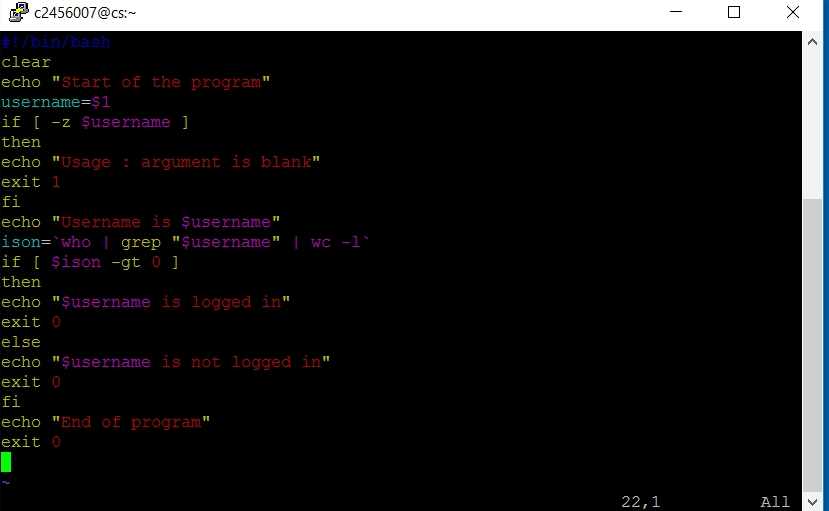 c2456007@cs:~
#!/bin/bash
clear
echo "Start of the program"
username=$1
if [ -z $username ]
then
echo "Usage : argument is blank"
exit 1
fi
echo "Username is $username"
ison=`who | grep "$username" | wc -l`
if [ $ison -gt 0 ]
then
echo "$username is logged in"
exit 0
else
echo "$username is not logged in"
exit 0
fi
echo "End of program"
exit 0
~
22,1 All